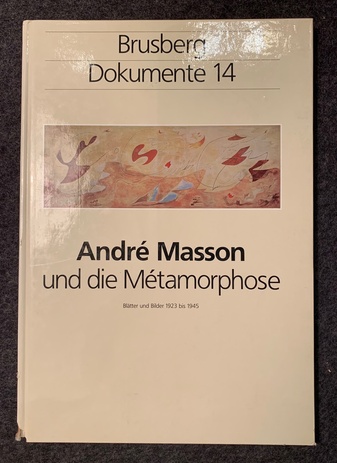 Brusberg
Dokumente 14
André Masson
und die Métamorphose
Blätter und Bilder 1923 bis 1945